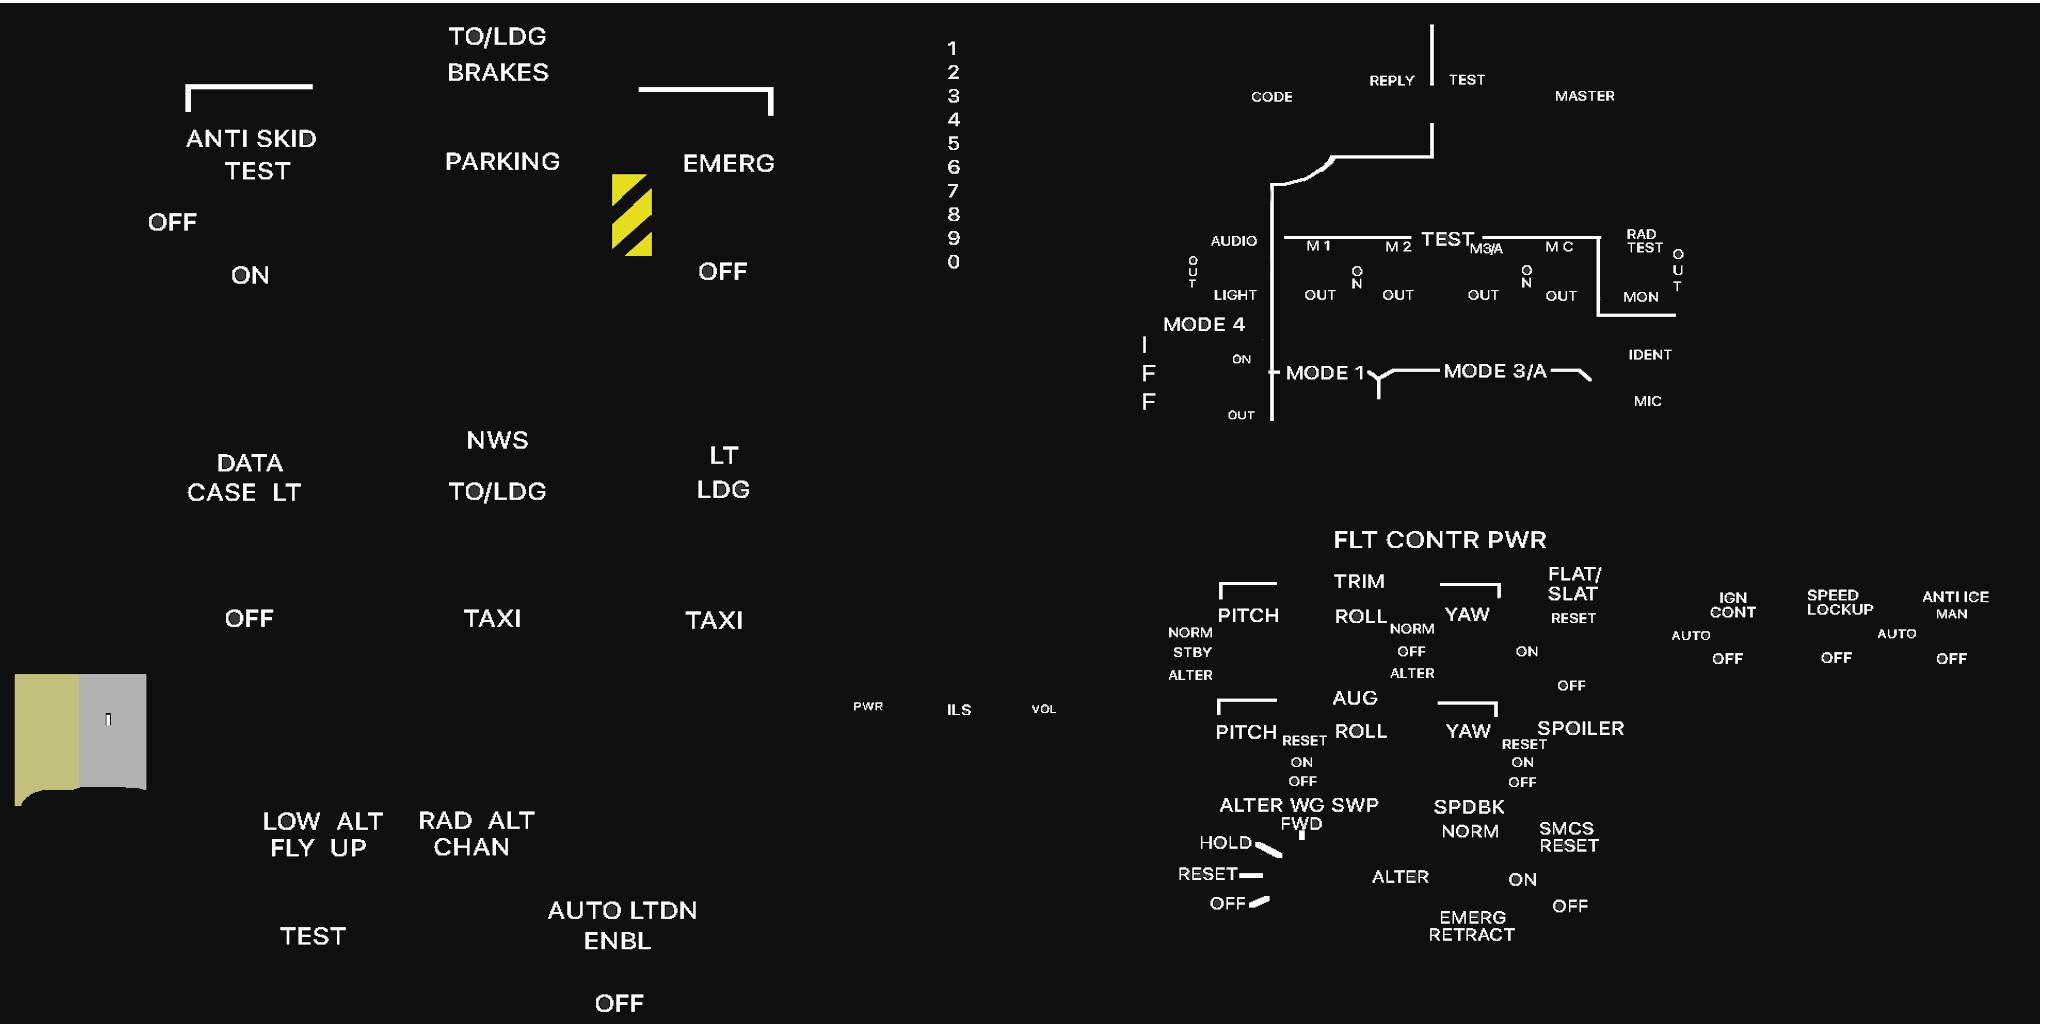 TO/LDG
BRAKES
ANTI SKID
TEST
PARKING
EMERG
OFF
ON
OFF
DATA
CASE LT
NWS
TO/LDG
LT
LDG
OFF
TAXI
TAXI
LOW ALT
FLY UP
RAD ALT
CHAN
TEST
AUTO LTDN
ENBL
OFF
1
2
3
4
5
6
7
8
9
0
PWR
ILS
VOL
CODE
REPLY
TEST
MASTER
AUDIO
OUT
LIGHT
MODE 4
ON
OUT
IFF
TEST
M 1
M 2
M3/A
M C
ON
ON
OUT
OUT
OUT
OUT
RAD
TEST
OUT
MON
MODE 1
MODE 3/A
IDENT
MIC
FLT CONTR PWR
TRIM
PITCH
ROLL
YAW
FLAT/
SLAT
RESET
NORM
STBY
ALTER
NORM
OFF
ALTER
ON
OFF
AUG
PITCH
ROLL
YAW
SPOILER
RESET
ON
OFF
RESET
ON
OFF
ALTER WG SWP
FWD
HOLD
RESET
OFF
SPDBK
NORM
ALTER
EMERG
RETRACT
SMCS
RESET
ON
OFF
IGN
CONT
AUTO
OFF
SPEED
LOCKUP
OFF
ANTI ICE
MAN
AUTO
OFF